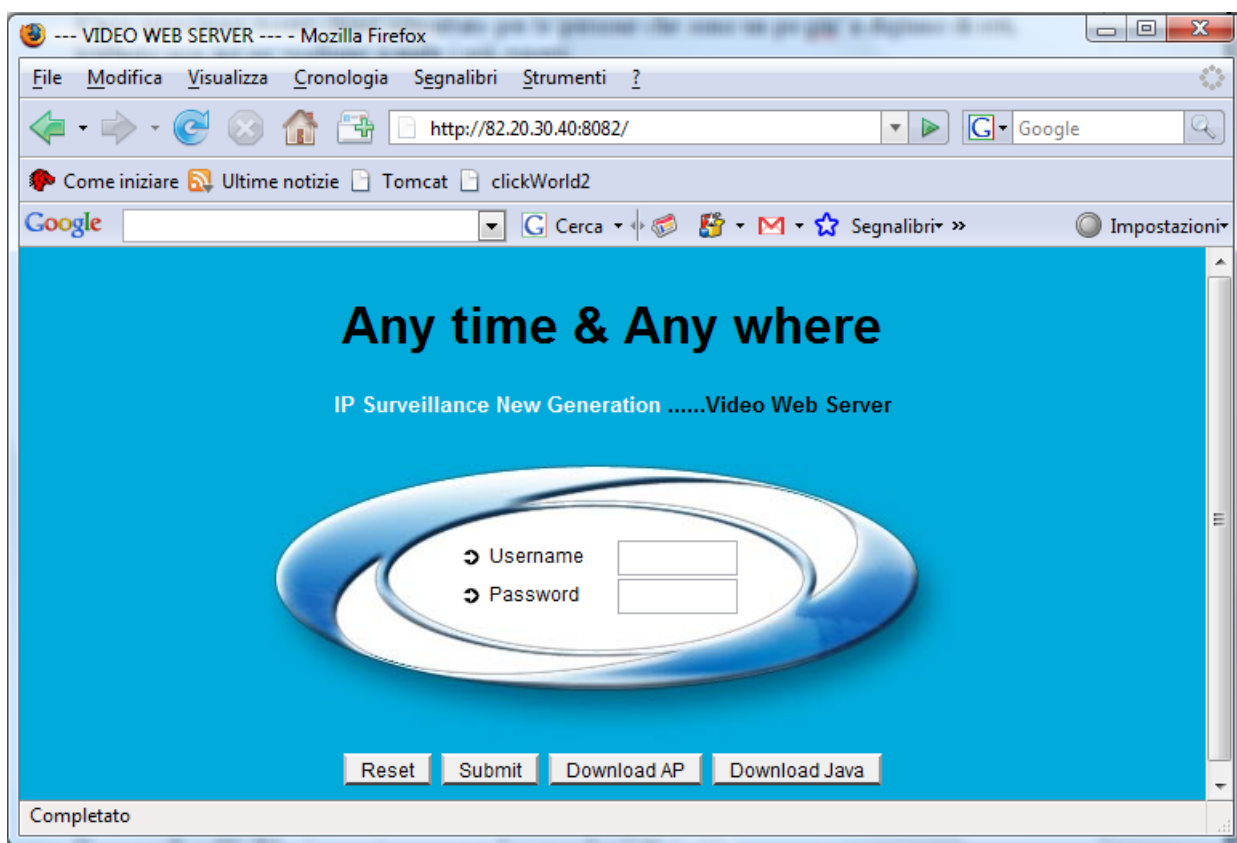 --- VIDEO WEB SERVER --- - Mozilla Firefox
File Modifica Visualizza Cronologia Segnalibri Strumenti ?
http://82.20.30.40:8082/ G Google
Come iniziare Ultime notizie Tomcat clickWorld2
Google G Cerca Segnalibri » Impostazioni
Any time & Any where
IP Surveillance New Generation ......Video Web Server
Username
Password
Reset Submit Download AP Download Java
Completato